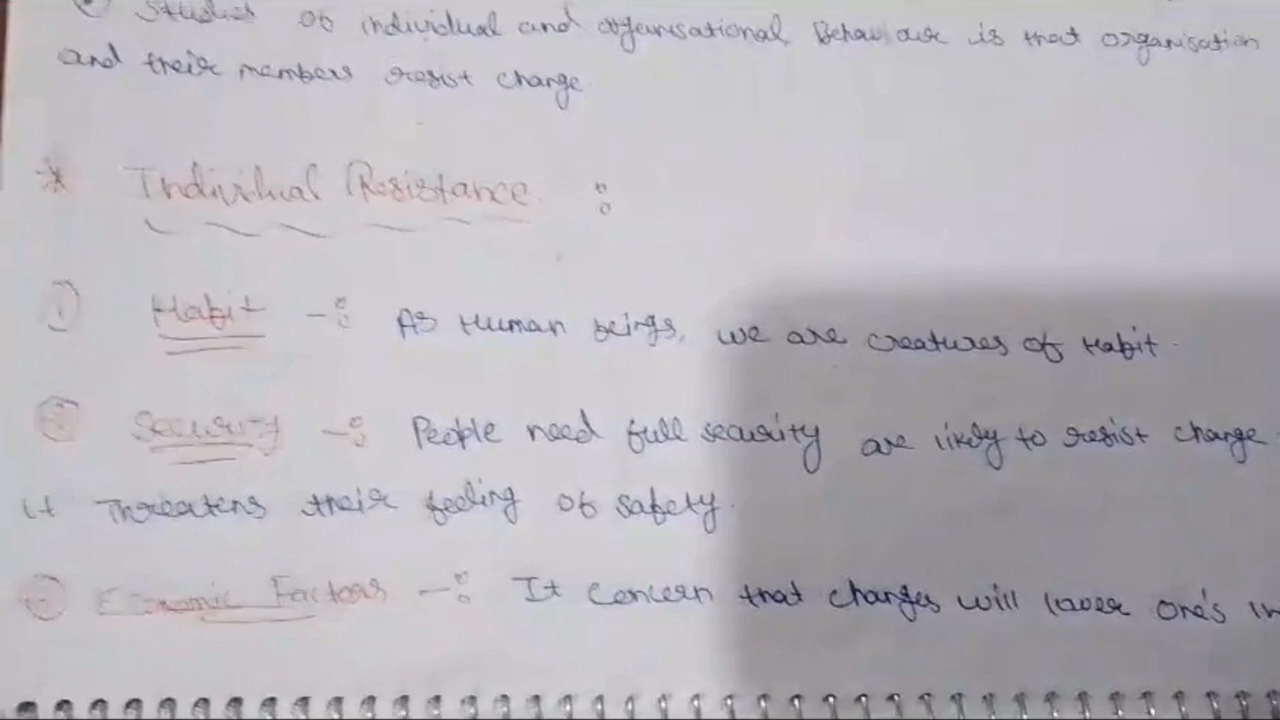 Studies of individual and organisational Behaviour is that organisation
and their members resist change
* Individual Resistance :
① Habit -: As Human beings, we are creatures of Habit.
② Security -: People need full security are likely to resist change
it Threatens their feeling of safety.
Economic Factors -: It concern that changes will lower one's in